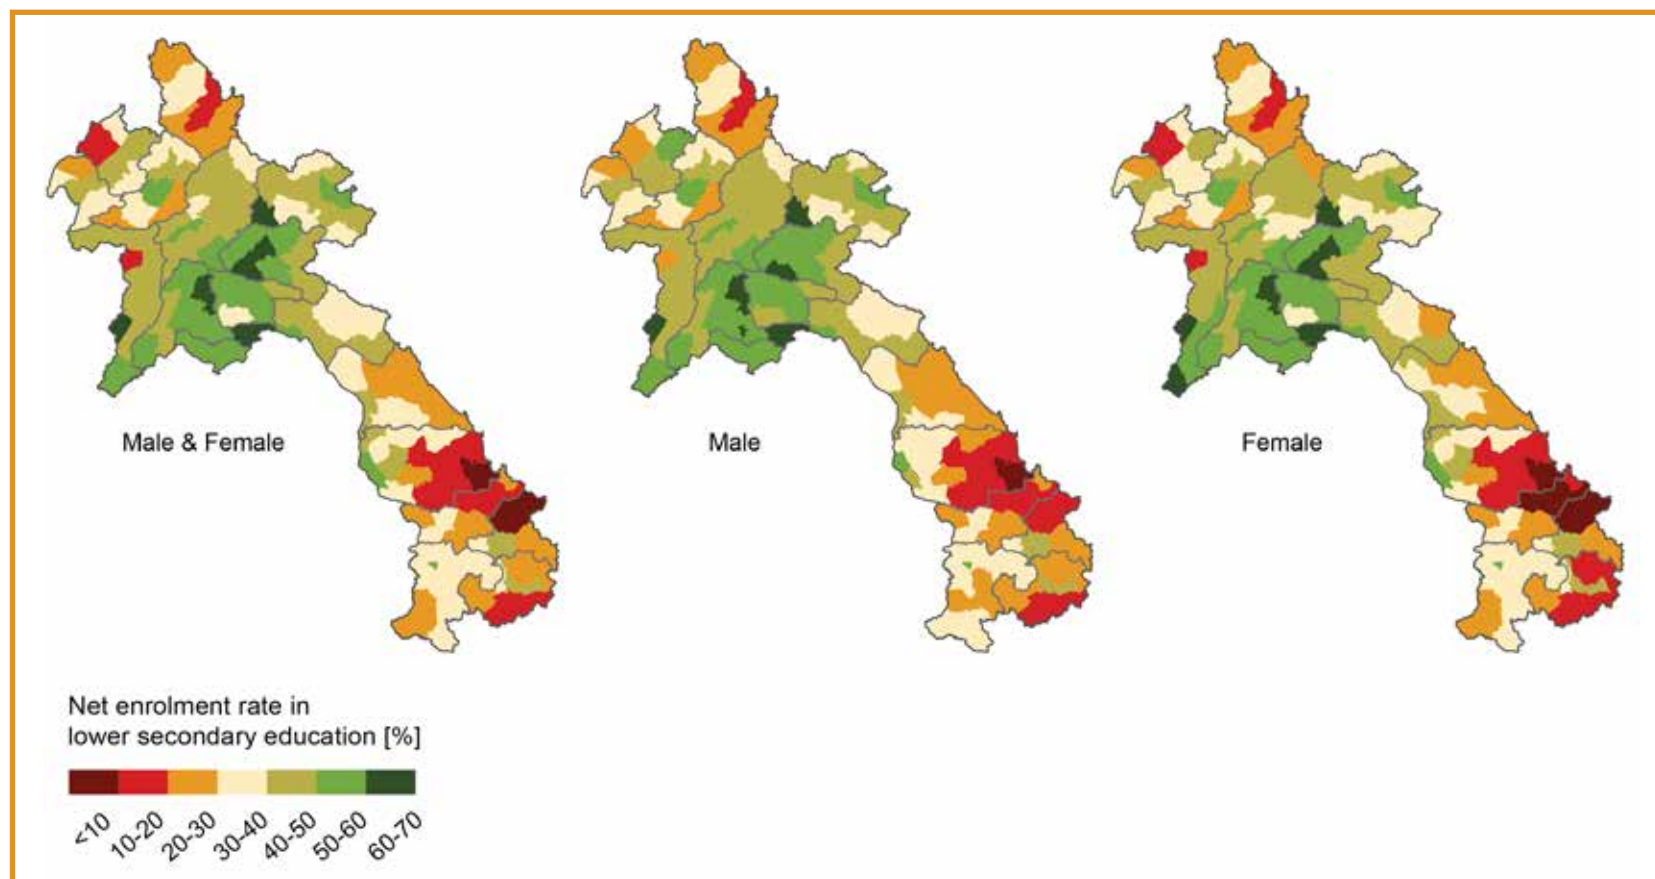 Male & Female
Male
Female
Net enrolment rate in
lower secondary education [%]
<10
10-20
20-30
30-40
40-50
50-60
60-70